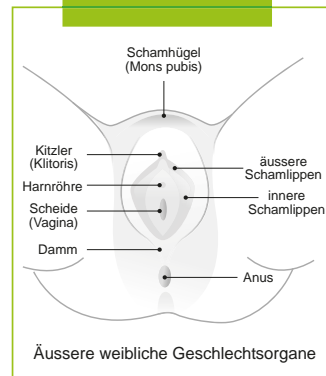 Schamhügel
(Mons pubis)
Kitzler
(Klitoris)
äussere
Schamlippen
Harnröhre
innere
Schamlippen
Scheide
(Vagina)
Damm
Anus
Äussere weibliche Geschlechtsorgane